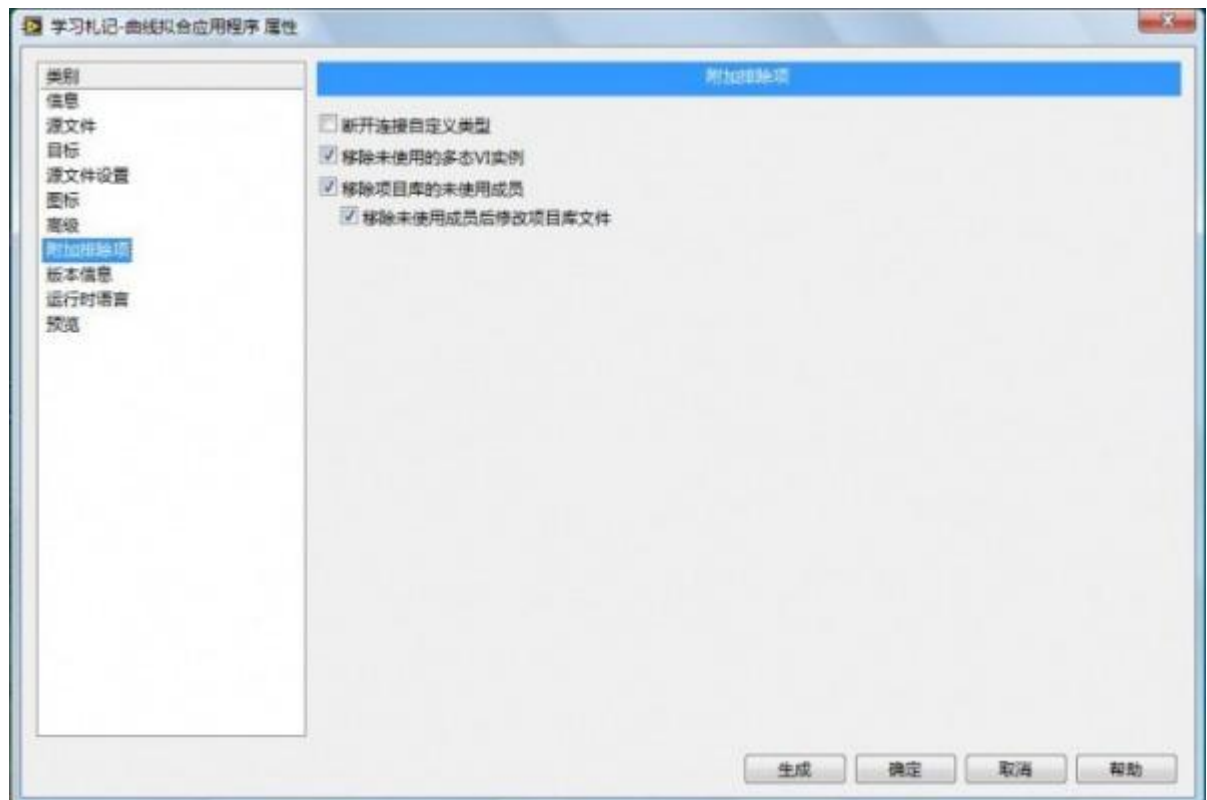 学习札记-曲线拟合应用程序 属性
类别
信息
源文件
目标
源文件设置
图标
高级
附加排除项
版本信息
运行时语言
预览
附加排除项
断开连接自定义类型
移除未使用的多态VI实例
移除项目库的未使用成员
移除未使用成员后修改项目库文件
生成
确定
取消
帮助